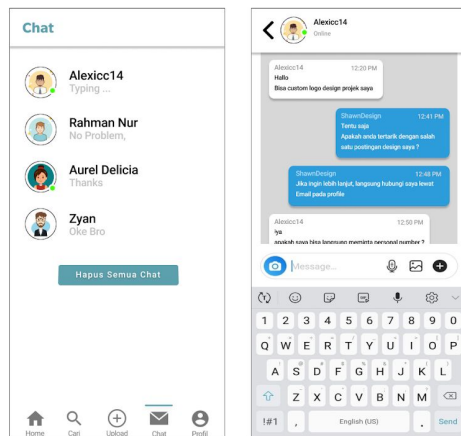 Chat
Alexicc14
Typing ...
Rahman Nur
No Problem,
Aurel Delicia
Thanks
Zyan
Oke Bro
Hapus Semua Chat
Home Cari Upload Chat Profil
Alexicc14
Online
Alexicc14 12:20 PM
Hallo
Bisa custom logo design projek saya
ShawnDesign 12:41 PM
Tentu saja
Apakah anda tertarik dengan salah
satu postingan design saya ?
ShawnDesign 12:48 PM
Jika ingin lebih lanjut, langsung hubungi saya lewat
Email pada profile
Alexicc14 12:50 PM
Iya
apakah saya bisa langsung meminta personal number ?
Message...
1 2 3 4 5 6 7 8 9 0
Q W E R T Y U I O P
A S D F G H J K L
Z X C V B N M
!#1 , English (US) . Send